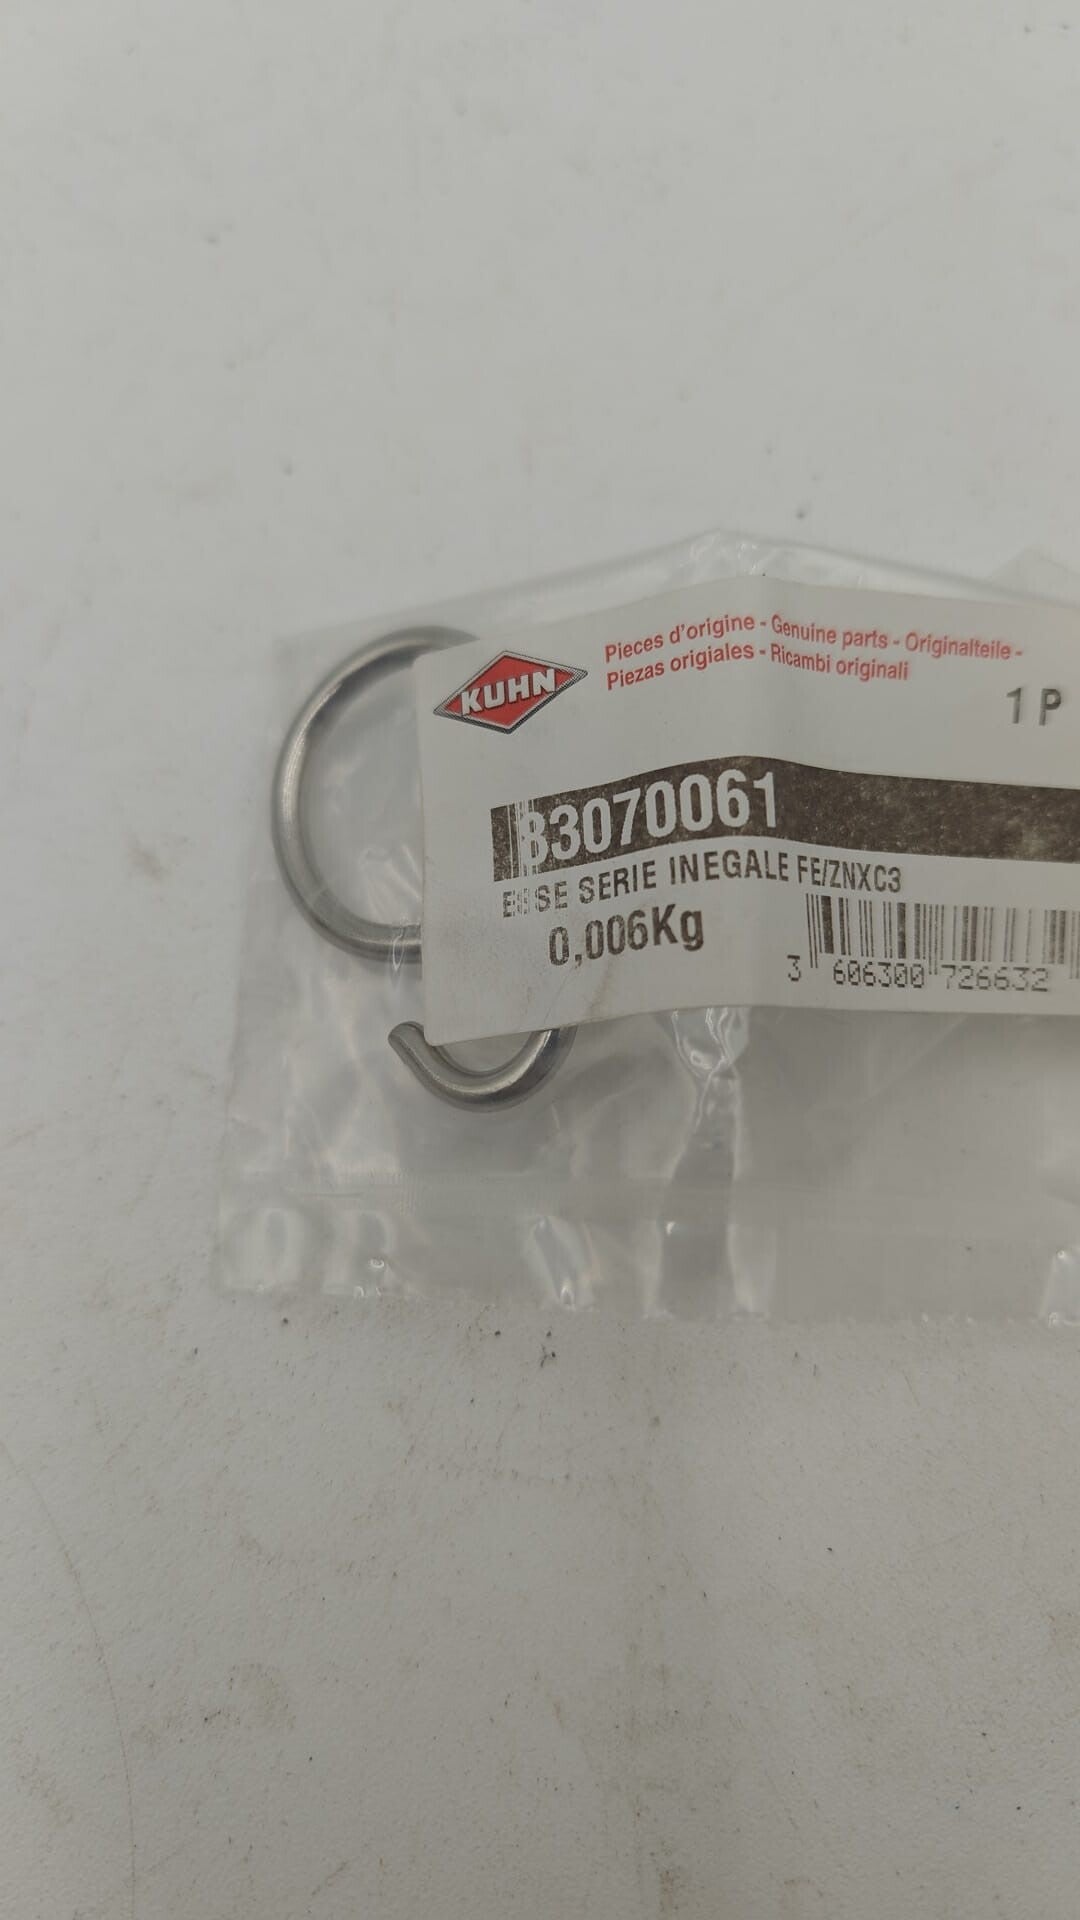 KUHN
Pieces d'origine - Genuine parts - Originalteile -
Piezas origiales - Ricambi originali
1 P
83070061
ESSE SERIE INEGALE FE/ZNXC3
0,006Kg
3 606300 726632